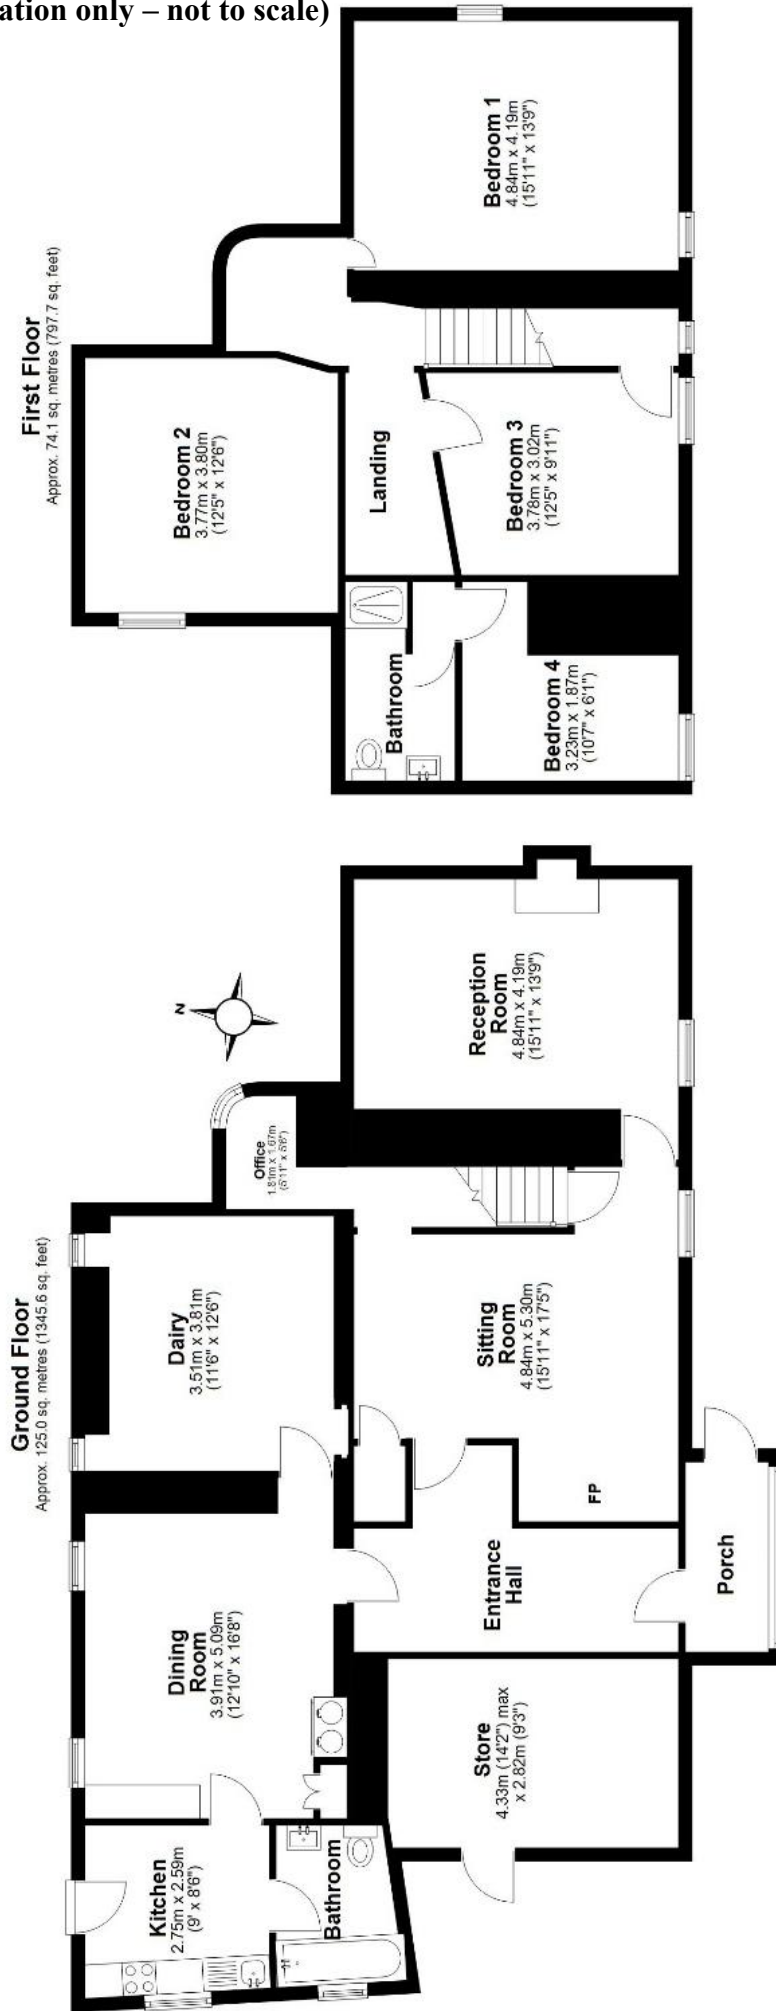 ation only – not to scale)
First Floor
Approx. 74.1 sq. metres (797.7 sq. feet)
Bedroom 1
4.84m x 4.19m
(15'11" x 13'9")
Bedroom 2
3.77m x 3.80m
(12'5" x 12'6")
Landing
Bedroom 3
3.78m x 3.02m
(12'5" x 9'11")
Bathroom
Bedroom 4
3.23m x 1.87m
(10'7" x 6'1")
Ground Floor
Approx. 125.0 sq. metres (1345.6 sq. feet)
N
Reception
Room
4.84m x 4.19m
(15'11" x 13'9")
Office
1.81m x 1.67m
(5'11" x 5'6")
Dairy
3.51m x 3.81m
(11'6" x 12'6")
Sitting
Room
4.84m x 5.30m
(15'11" x 17'5")
FP
Dining
Room
3.91m x 5.09m
(12'10" x 16'8")
Entrance
Hall
Porch
Store
4.33m (14'2") max
x 2.82m (9'3")
Kitchen
2.75m x 2.59m
(9' x 8'6")
Bathroom